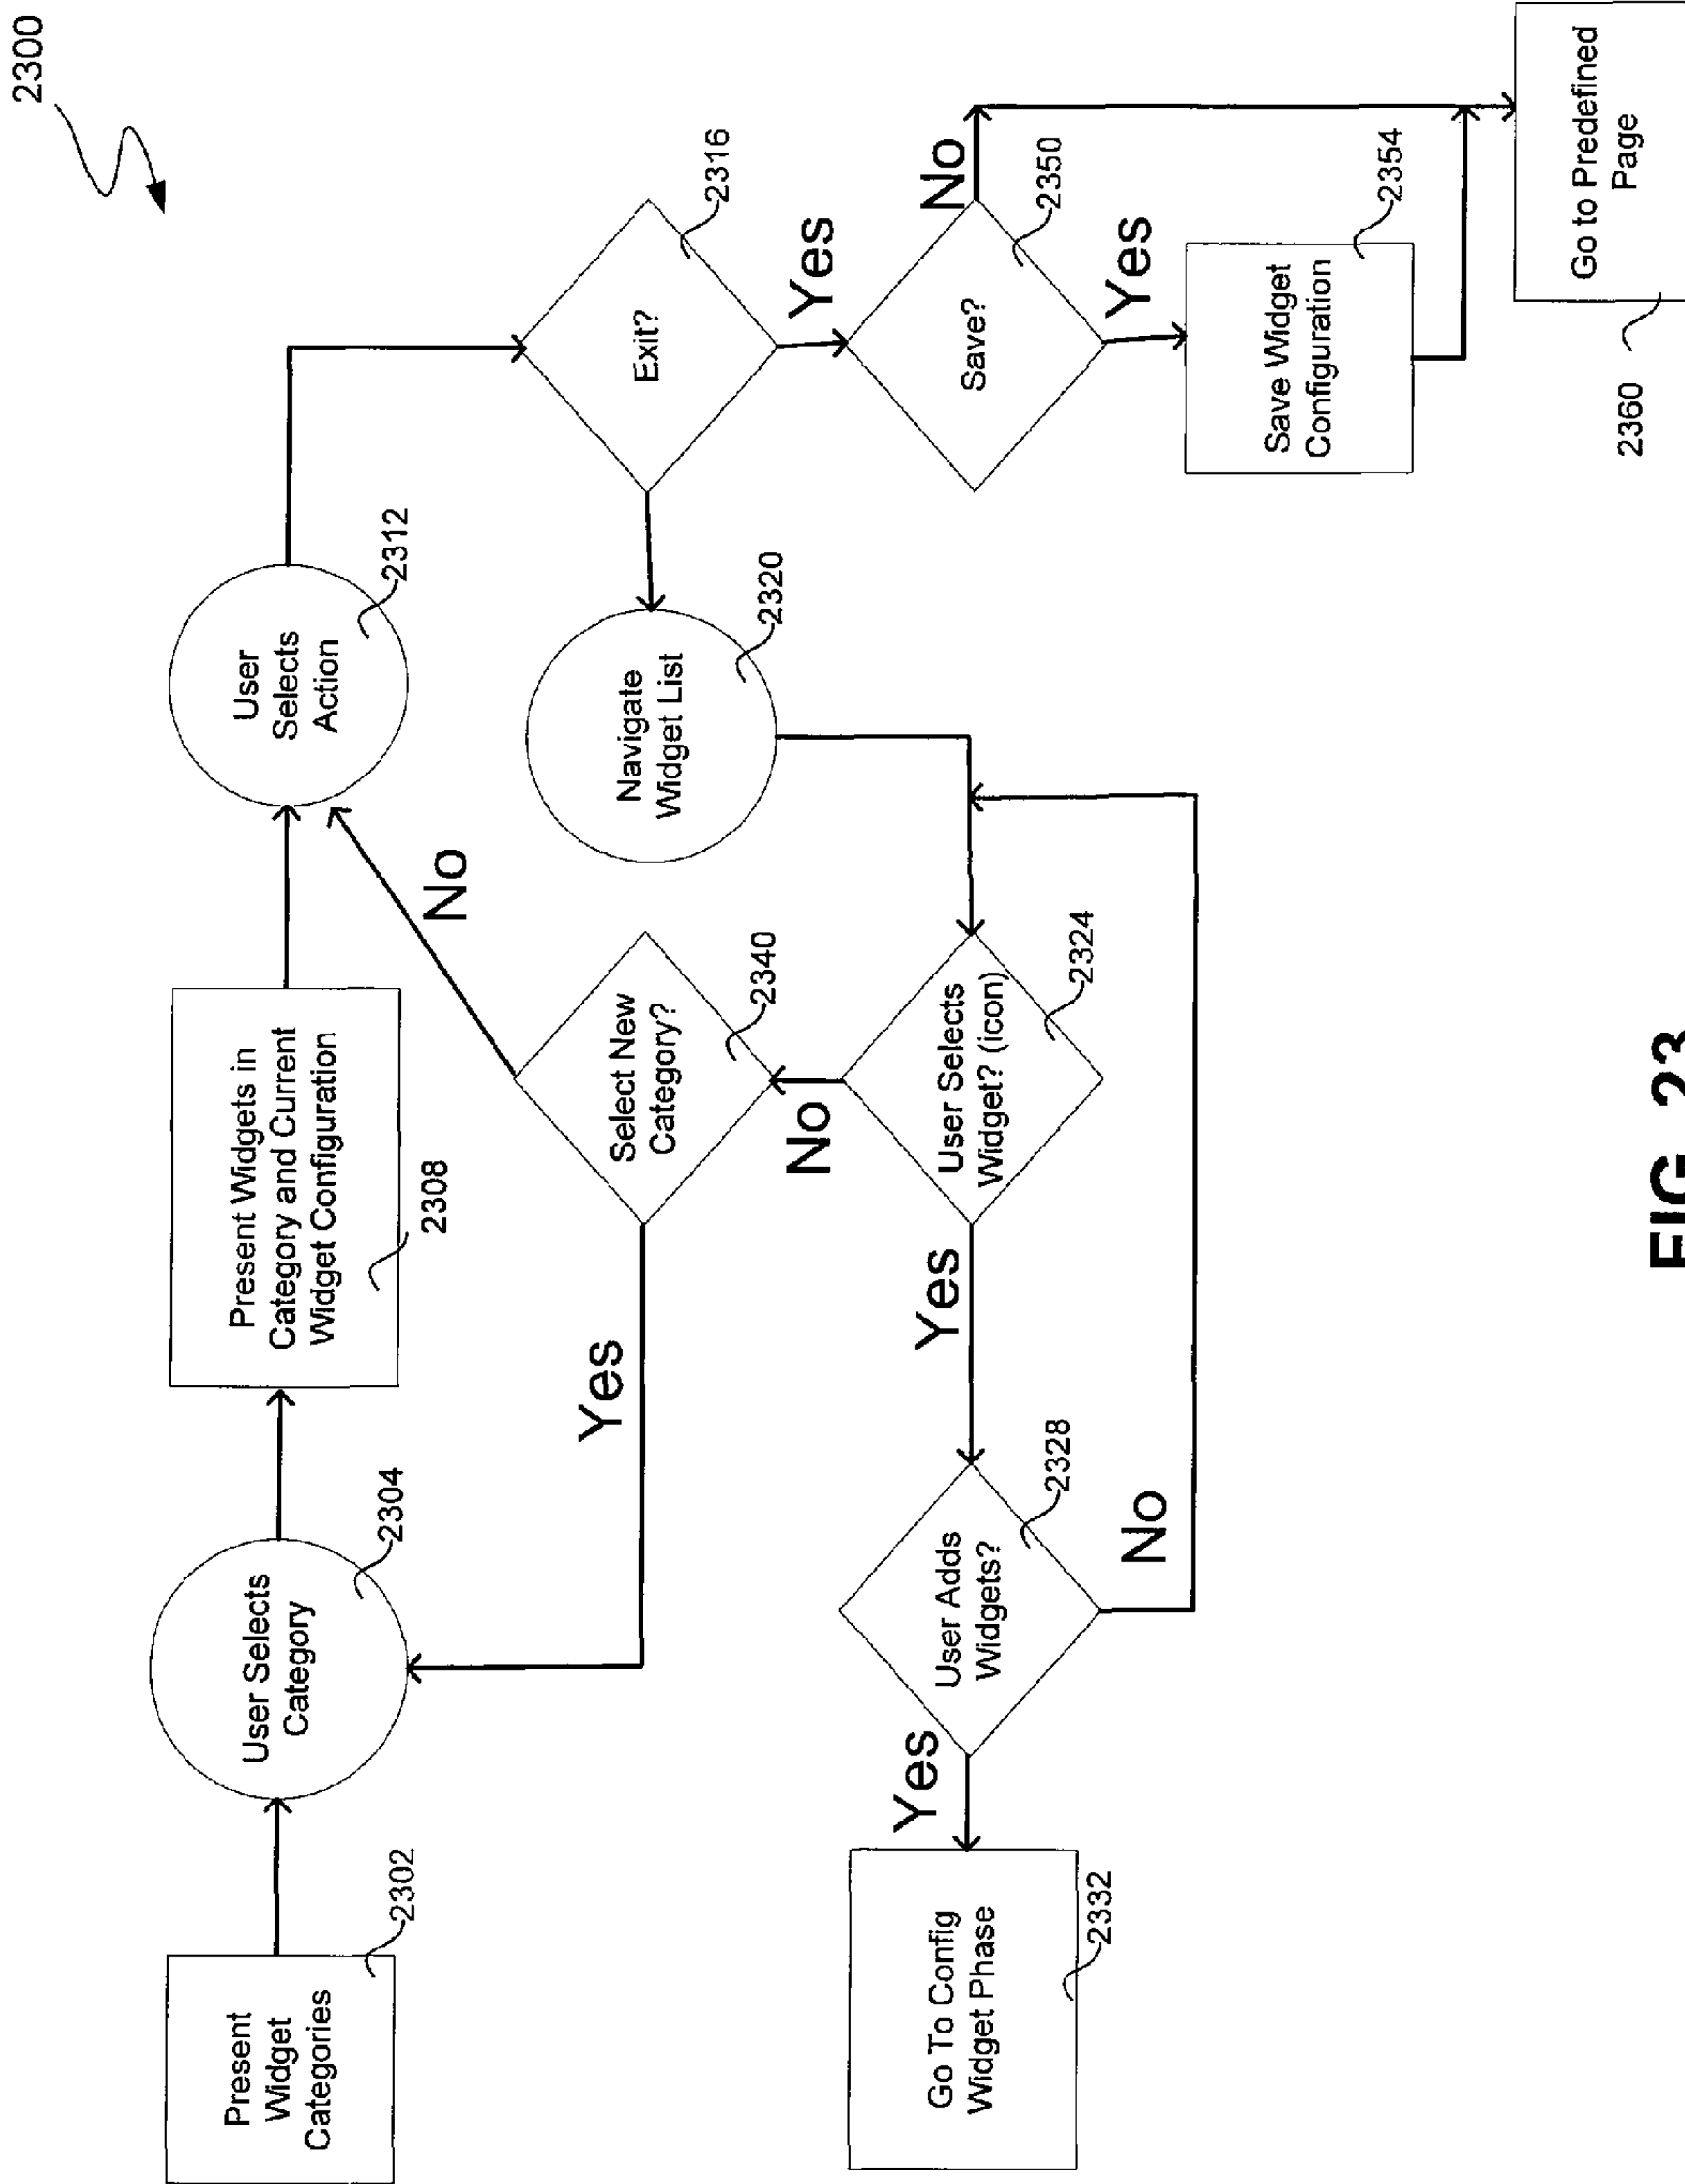 2300
Present
Widget
Categories
2302
User Selects
Category
2304
Present Widgets in
Category and Current
Widget Configuration
2308
User
Selects
Action
2312
Exit?
2316
Yes
Navigate
Widget List
2320
Select New
Category?
2340
Yes
No
User Selects
Widget? (icon)
2324
No
Yes
User Adds
Widgets?
2328
Yes
No
Go To Config
Widget Phase
2332
Save?
2350
No
Yes
Save Widget
Configuration
2354
Go to Predefined
Page
2360
FIG. 23